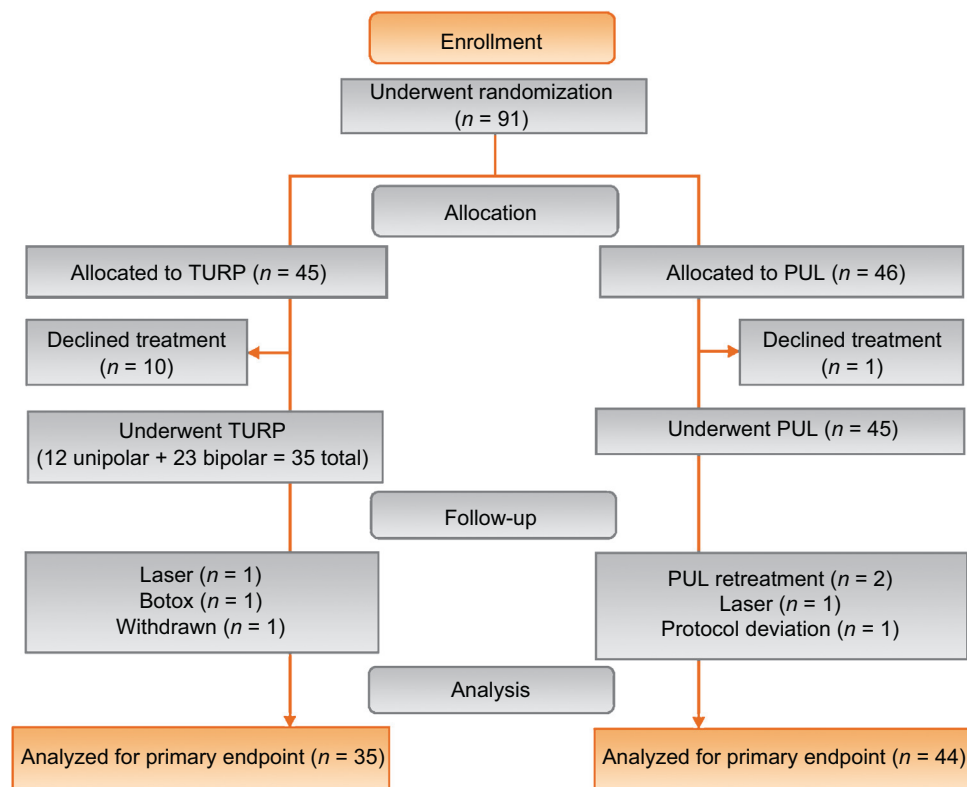 Enrollment
Underwent randomization
(n = 91)
Allocation
Allocated to TURP (n = 45)
Allocated to PUL (n = 46)
Declined treatment
(n = 10)
Declined treatment
(n = 1)
Underwent TURP
(12 unipolar + 23 bipolar = 35 total)
Underwent PUL (n = 45)
Follow-up
Laser (n = 1)
Botox (n = 1)
Withdrawn (n = 1)
PUL retreatment (n = 2)
Laser (n = 1)
Protocol deviation (n = 1)
Analysis
Analyzed for primary endpoint (n = 35)
Analyzed for primary endpoint (n = 44)